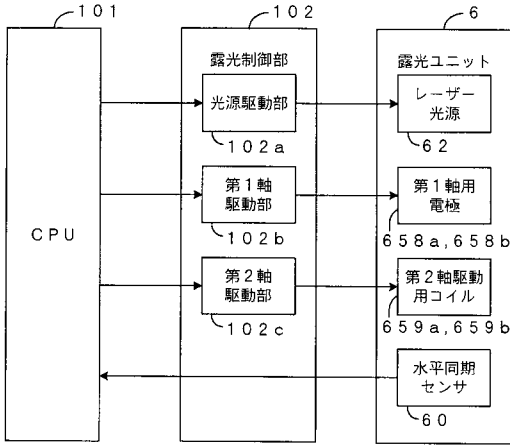 101
102
6
CPU
露光制御部
光源駆動部
102a
第1軸
駆動部
102b
第2軸
駆動部
102c
露光ユニット
レーザー
光源
62
第1軸用
電極
658a,658b
第2軸駆動
用コイル
659a,659b
水平同期
センサ
60